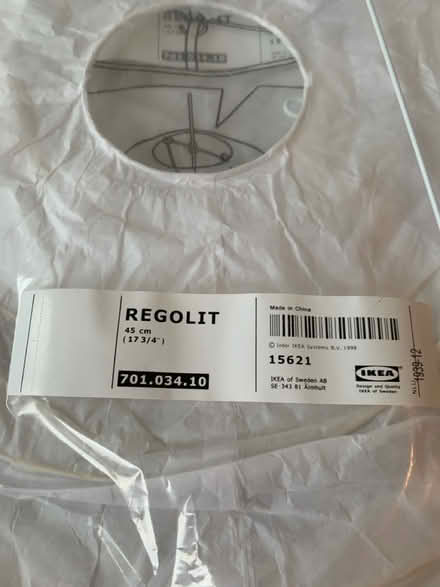 REGOLIT
45 cm
(17 3/4")
701.034.10
Made in China
© Inter IKEA Systems B.V. 1999
15621
IKEA of Sweden AB
SE-343 81 Älmhult
IKEA
Design and Quality
IKEA of Sweden